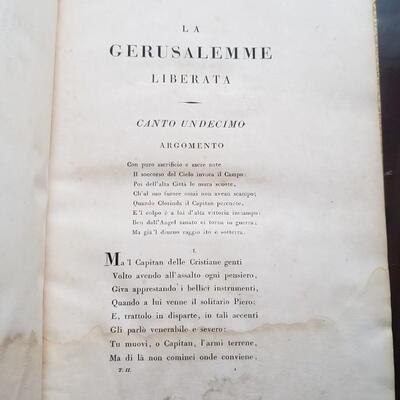 LA
GERUSALEMME
LIBERATA
CANTO UNDECIMO
ARGOMENTO
Con puro sacrificio e sacre note
Il soccorso del Cielo invoca il Campo:
Poi dell'alta Città le mura scuote,
Ch'al suo furore omai non avean scampo;
Quando Clorinda il Capitan percuote,
E 'l colpo è a lui d'alta vittoria inciampo:
Ben dall'Angel sanato ei torna in guerra;
Ma già 'l diurno raggio ito è sotterra.
I.
Ma 'l Capitan delle Cristiane genti
Volto avendo all'assalto ogni pensiero,
Giva apprestando i bellici instrumenti,
Quando a lui venne il solitario Piero;
E, trattolo in disparte, in tali accenti
Gli parlò venerabile e severo:
Tu muovi, o Capitan, l'armi terrene,
Ma di là non cominci onde conviene.
T. II.